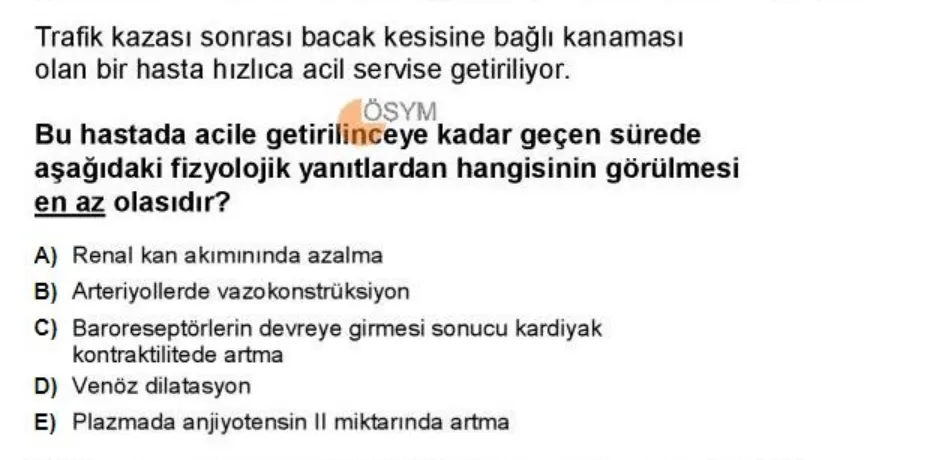 Trafik kazası sonrası bacak kesisine bağlı kanaması
olan bir hasta hızlıca acil servise getiriliyor.
ÖSYM
Bu hastada acile getirilinceye kadar geçen sürede
aşağıdaki fizyolojik yanıtlardan hangisinin görülmesi
en az olasıdır?
A) Renal kan akımınında azalma
B) Arteriyollerde vazokonstrüksiyon
C) Baroreseptörlerin devreye girmesi sonucu kardiyak
kontraktilitede artma
D) Venöz dilatasyon
E) Plazmada anjiyotensin II miktarında artma